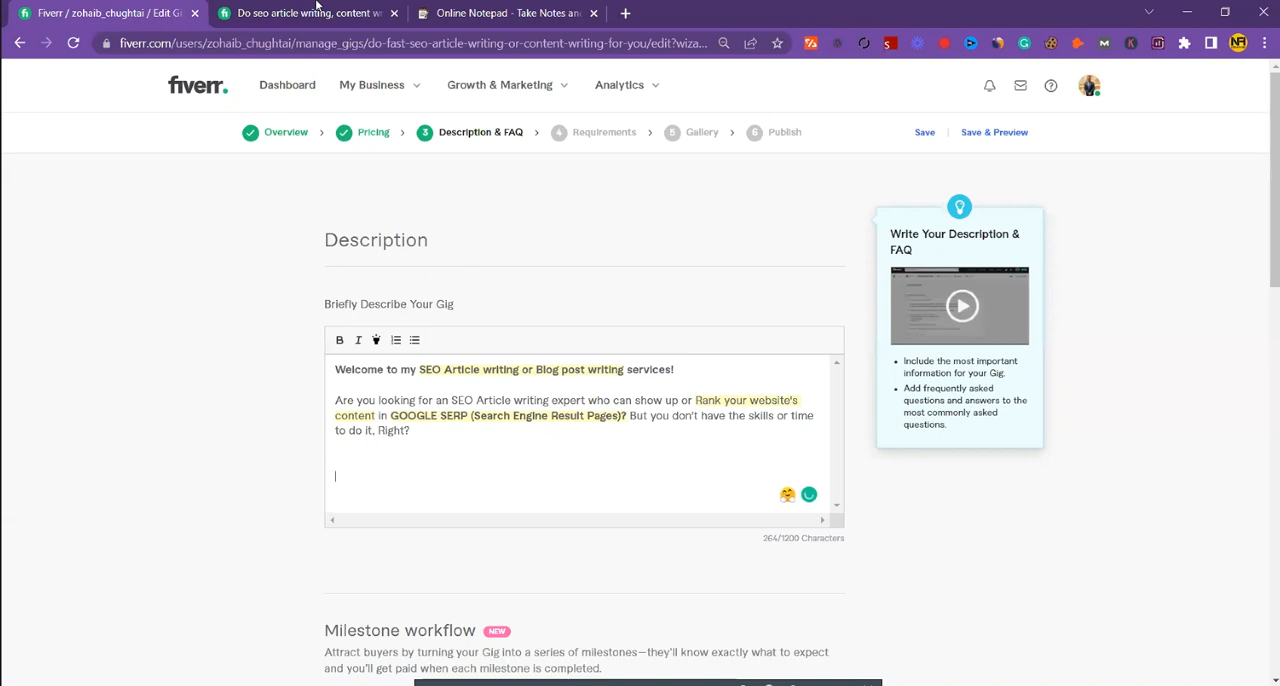 Fiverr / zohaib_chughtai / Edit Gi
Do seo article writing, content wr
Online Notepad - Take Notes an
fiverr.com/users/zohaib_chughtai/manage_gigs/do-fast-seo-article-writing-or-content-writing-for-you/edit?wiza...
fiverr.
Dashboard
My Business
Growth & Marketing
Analytics
Overview
Pricing
3 Description & FAQ
4 Requirements
5 Gallery
6 Publish
Save
Save & Preview
Description
Write Your Description &
FAQ
Briefly Describe Your Gig
B I
Welcome to my SEO Article writing or Blog post writing services!
Are you looking for an SEO Article writing expert who can show up or Rank your website's
content in GOOGLE SERP (Search Engine Result Pages)? But you don't have the skills or time
to do it, Right?
Include the most important
information for your Gig.
Add frequently asked
questions and answers to the
most commonly asked
questions.
264/1200 Characters
Milestone workflow NEW
Attract buyers by turning your Gig into a series of milestones—they'll know exactly what to expect
and you'll get paid when each milestone is completed.